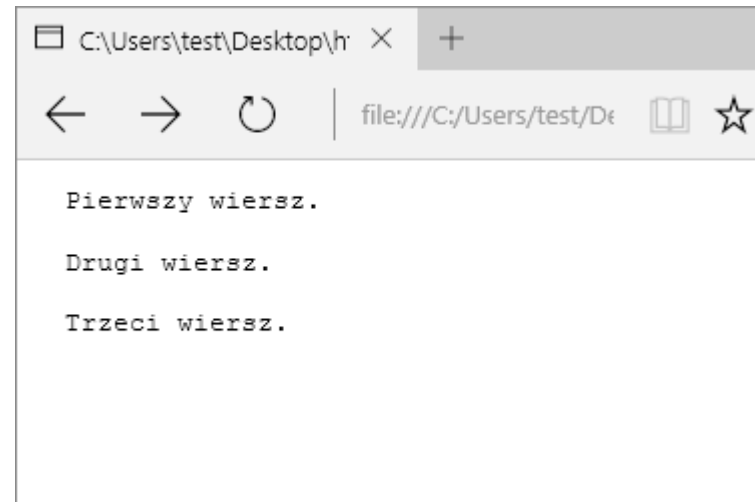 C:\Users\test\Desktop\h
file:///C:/Users/test/De
Pierwszy wiersz.
Drugi wiersz.
Trzeci wiersz.